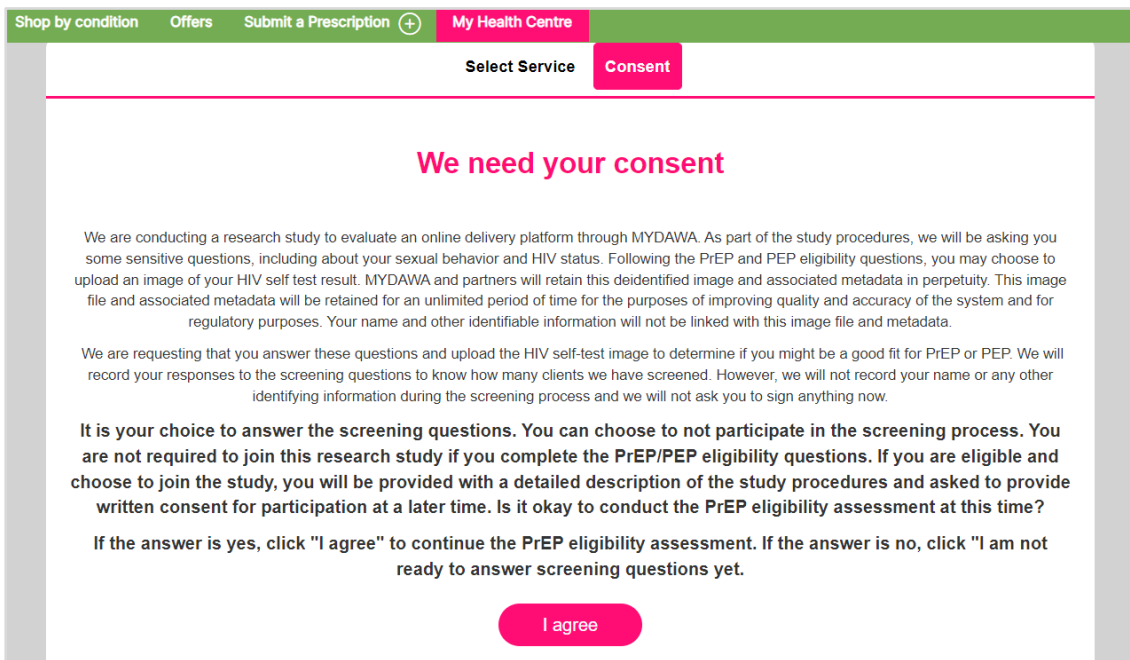 Shop by condition Offers Submit a Prescription My Health Centre
Select Service Consent
We need your consent
We are conducting a research study to evaluate an online delivery platform through MYDAWA. As part of the study procedures, we will be asking you
some sensitive questions, including about your sexual behavior and HIV status. Following the PrEP and PEP eligibility questions, you may choose to
upload an image of your HIV self test result. MYDAWA and partners will retain this deidentified image and associated metadata in perpetuity. This image
file and associated metadata will be retained for an unlimited period of time for the purposes of improving quality and accuracy of the system and for
regulatory purposes. Your name and other identifiable information will not be linked with this image file and metadata.
We are requesting that you answer these questions and upload the HIV self-test image to determine if you might be a good fit for PrEP or PEP. We will
record your responses to the screening questions to know how many clients we have screened. However, we will not record your name or any other
identifying information during the screening process and we will not ask you to sign anything now.
It is your choice to answer the screening questions. You can choose to not participate in the screening process. You
are not required to join this research study if you complete the PrEP/PEP eligibility questions. If you are eligible and
choose to join the study, you will be provided with a detailed description of the study procedures and asked to provide
written consent for participation at a later time. Is it okay to conduct the PrEP eligibility assessment at this time?
If the answer is yes, click "I agree" to continue the PrEP eligibility assessment. If the answer is no, click "I am not
ready to answer screening questions yet.
I agree